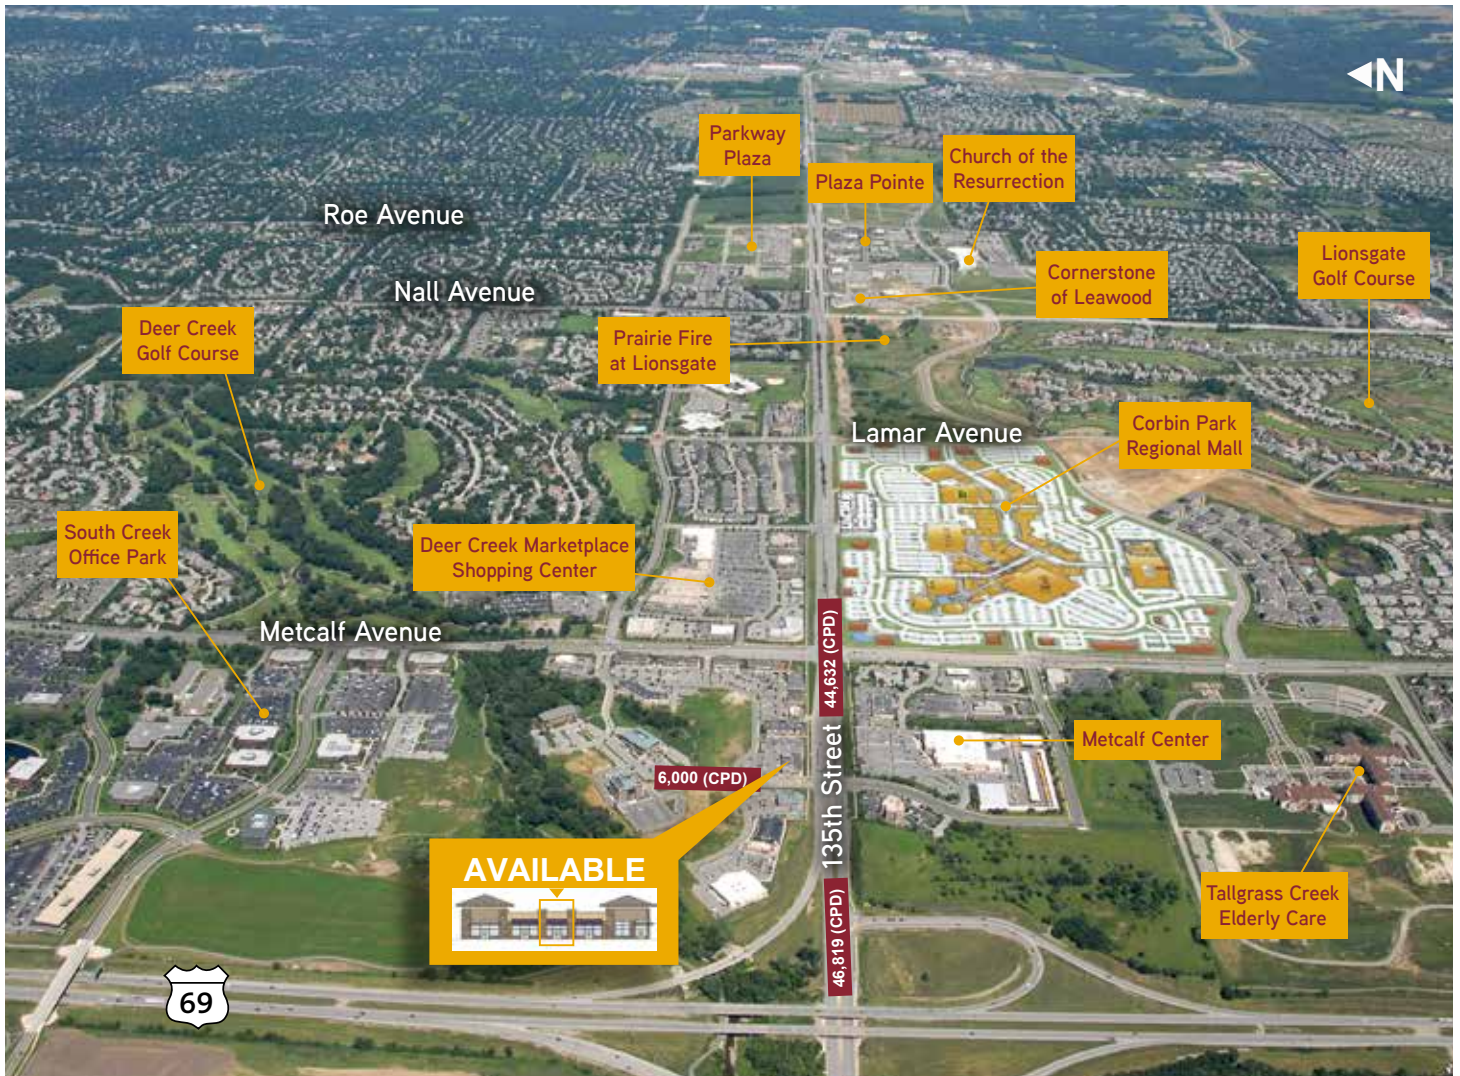 N
Parkway
Plaza
Plaza Pointe
Church of the
Resurrection
Roe Avenue
Lionsgate
Golf Course
Cornerstone
of Leawood
Nall Avenue
Deer Creek
Golf Course
Prairie Fire
at Lionsgate
Lamar Avenue
Corbin Park
Regional Mall
South Creek
Office Park
Deer Creek Marketplace
Shopping Center
Metcalf Avenue
44,632 (CPD)
Metcalf Center
6,000 (CPD)
135th Street
AVAILABLE
Tallgrass Creek
Elderly Care
46,819 (CPD)
69